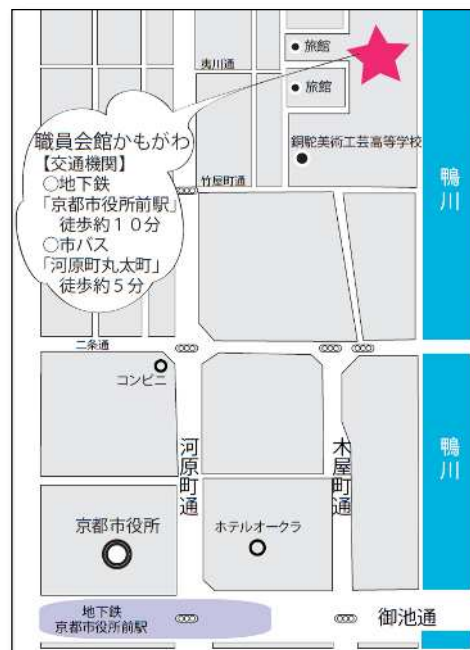 旅館
夷川通
旅館
職員会館かもがわ
【交通機関】
○地下鉄
「京都市役所前駅」
徒歩約10分
○市バス
「河原町丸太町」
徒歩約5分
銅駝美術工芸高等学校
竹屋町通
鴨川
二条通
コンビニ
河原町通
木屋町通
鴨川
京都市役所
ホテルオークラ
地下鉄
京都市役所前駅
御池通